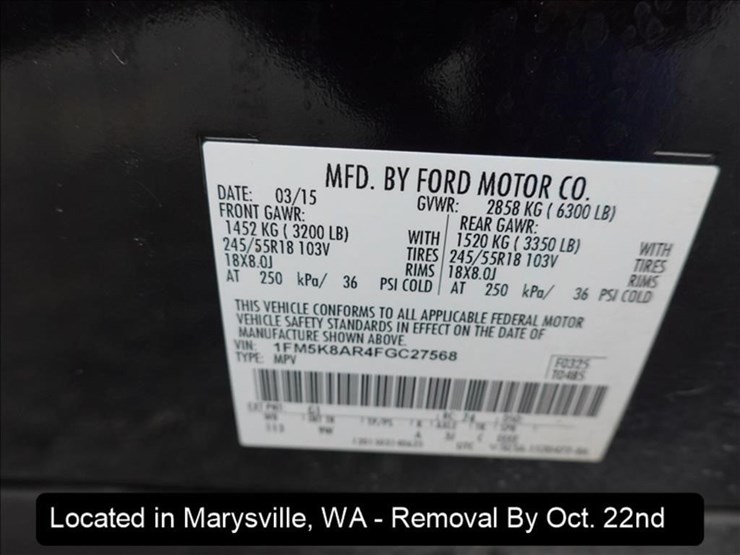 MFD. BY FORD MOTOR CO.
DATE: 03/15
GVWR: 2858 KG ( 6300 LB)
FRONT GAWR:
1452 KG ( 3200 LB)
245/55R18 103V
18X8.0J
AT 250 kPa/ 36 PSI COLD
WITH
TIRES
RIMS
REAR GAWR:
1520 KG ( 3350 LB)
245/55R18 103V
18X8.0J
AT 250 kPa/ 36 PSI COLD
WITH
TIRES
RIMS
THIS VEHICLE CONFORMS TO ALL APPLICABLE FEDERAL MOTOR
VEHICLE SAFETY STANDARDS IN EFFECT ON THE DATE OF
MANUFACTURE SHOWN ABOVE.
VIN: 1FM5K8AR4FGC27568
TYPE: MPV
F0325
T0485
Located in Marysville, WA - Removal By Oct. 22nd